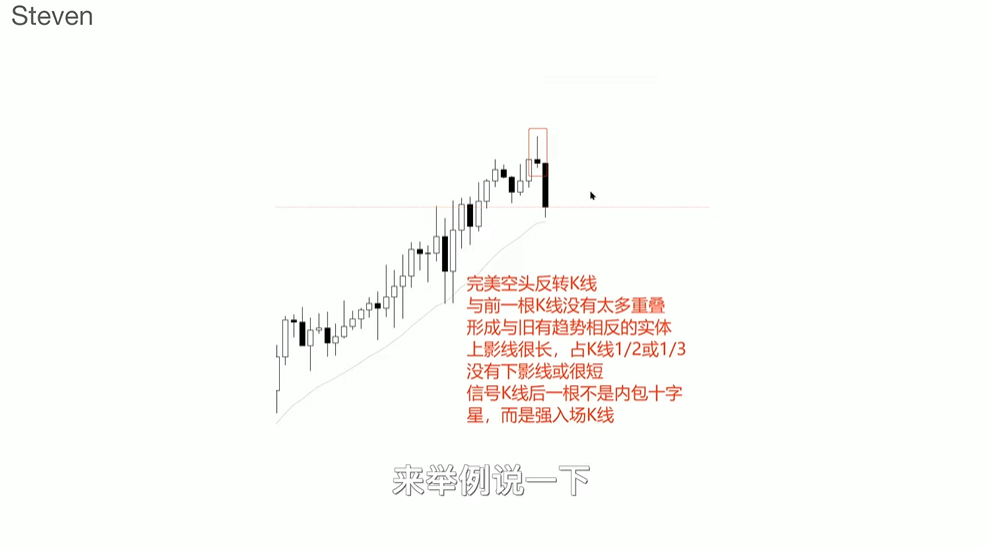 Steven
完美空头反转K线
与前一根K线没有太多重叠
形成与旧有趋势相反的实体
上影线很长，占K线1/2或1/3
没有下影线或很短
信号K线后一根不是内包十字
星，而是强入场K线
来举例说一下